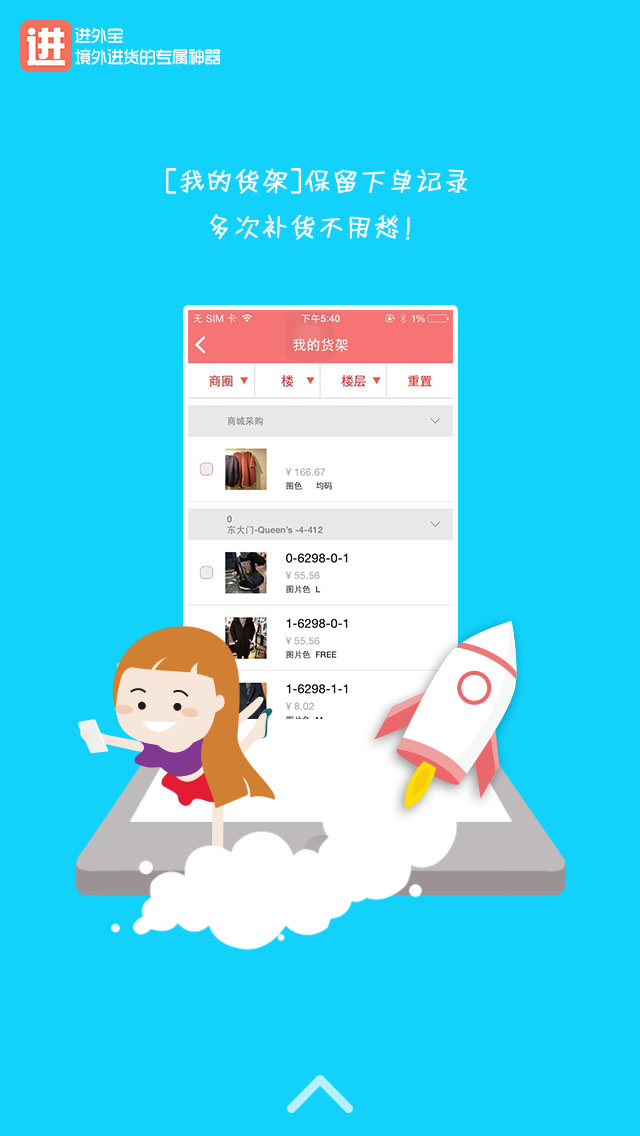 进
进外宝
境外进货的专属神器
[我的货架]保留下单记录
多次补货不用愁!
无 SIM 卡 下午5:40 1%
我的货架
商圈 楼 楼层 重置
商城采购
¥ 166.67
图色 均码
0
东大门-Queen's -4-412
0-6298-0-1
¥ 55.56
图片色 L
1-6298-0-1
¥ 55.56
图片色 FREE
1-6298-1-1
¥ 8.02
图片色 M